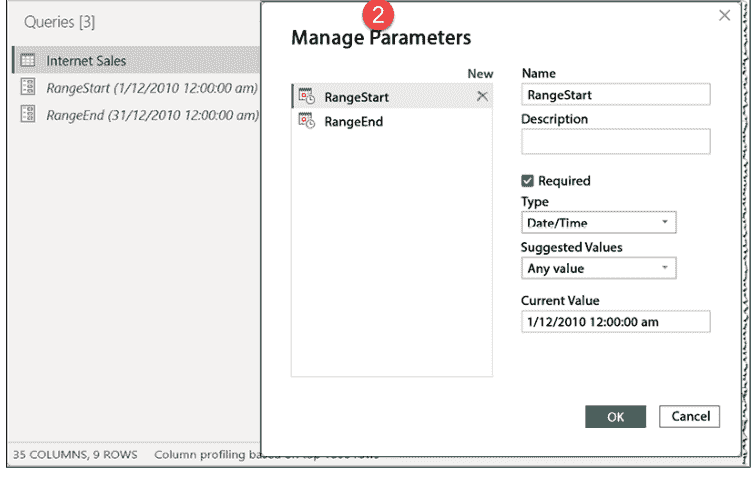 Queries [3]
Internet Sales
RangeStart (1/12/2010 12:00:00 am)
RangeEnd (31/12/2010 12:00:00 am)
2
Manage Parameters
New
RangeStart
RangeEnd
Name
RangeStart
Description
Required
Type
Date/Time
Suggested Values
Any value
Current Value
1/12/2010 12:00:00 am
OK
Cancel
35 COLUMNS, 9 ROWS
Column profiling based on top 1000 rows